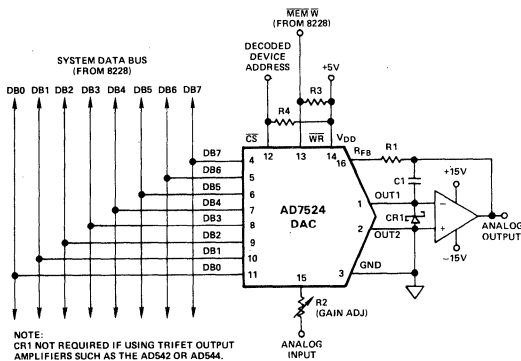 MEM W
(FROM 8228)
SYSTEM DATA BUS
(FROM 8228)
DECODED
DEVICE
ADDRESS
+5V
DB0 DB1 DB2 DB3 DB4 DB5 DB6 DB7
R3
R4
CS
WR
VDD
12
13
14
16
RFB
R1
C1
DB7
4
DB6
5
DB5
6
DB4
7
DB3
8
DB2
9
DB1
10
DB0
11
AD7524
DAC
1
OUT1
CR1
2
OUT2
3
GND
+15V
−
+
−15V
ANALOG
OUTPUT
15
R2
(GAIN ADJ)
ANALOG
INPUT
NOTE:
CR1 NOT REQUIRED IF USING TRIFET OUTPUT
AMPLIFIERS SUCH AS THE AD542 OR AD544.